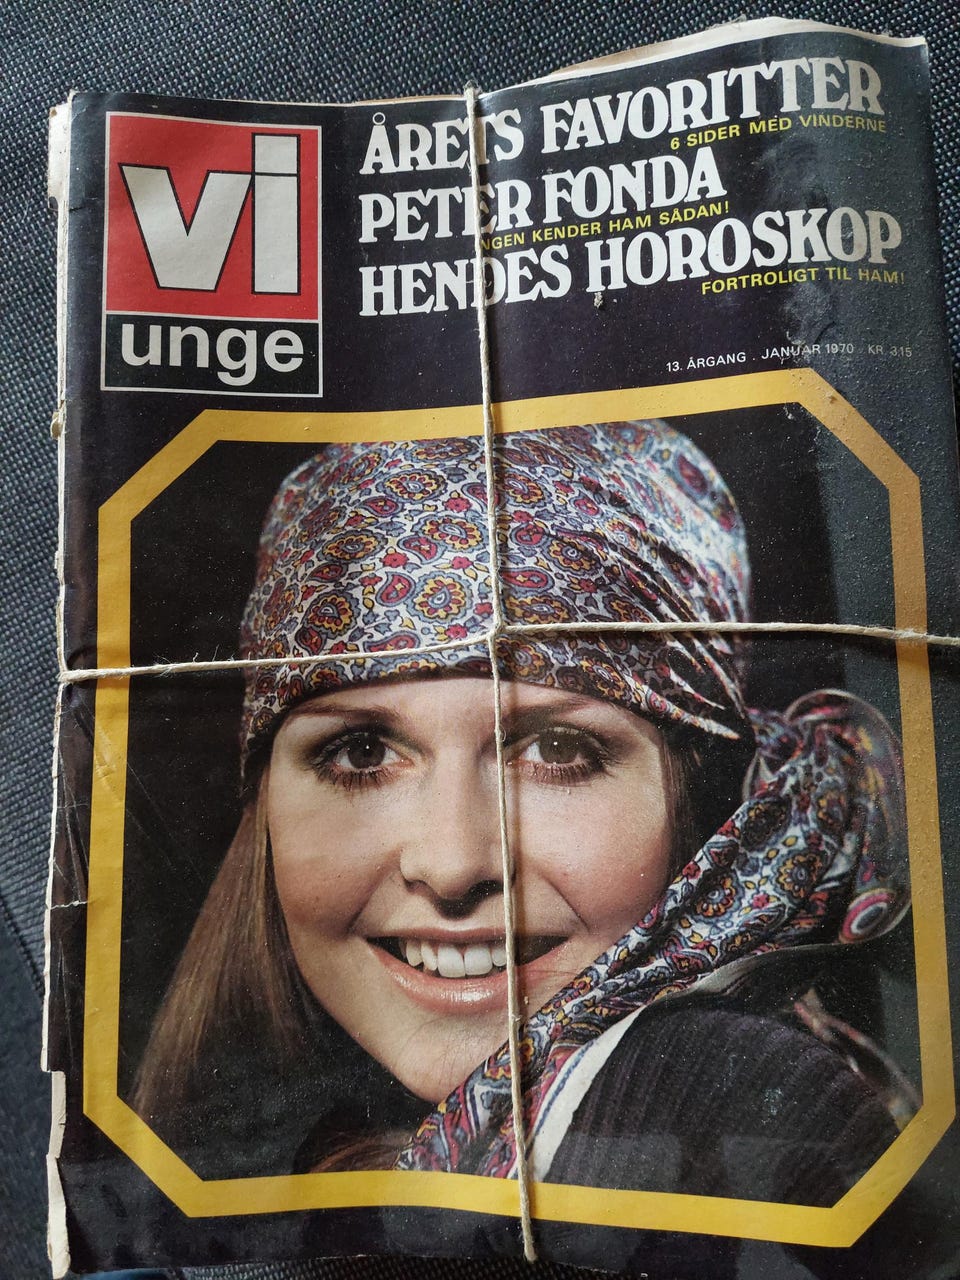 vi
unge
ÅRETS FAVORITTER
6 SIDER MED VINDERNE
PETER FONDA
INGEN KENDER HAM SÅDAN!
HENDES HOROSKOP
FORTROLIGT TIL HAM!
13. ÅRGANG . JANUAR 1970 . KR. 3,15